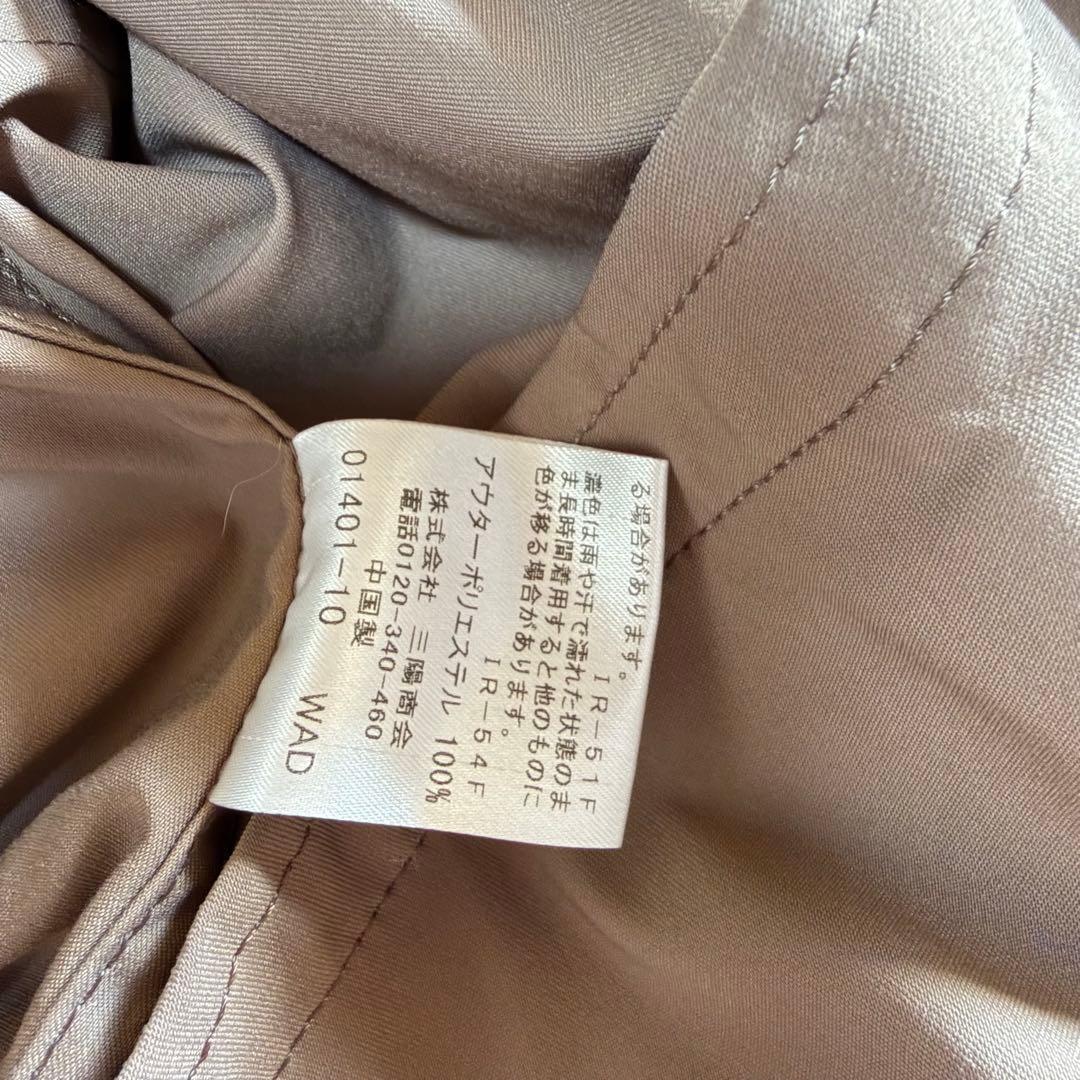 る場合があります。
IR-51F
濃色は雨や汗で濡れた状態のま
ま長時間着用すると他のものに
色が移る場合があります。
IR-54F
アウターポリエステル 100%
株式会社 三陽商会
電話0120-340-460
中国製
01401-10 WAD